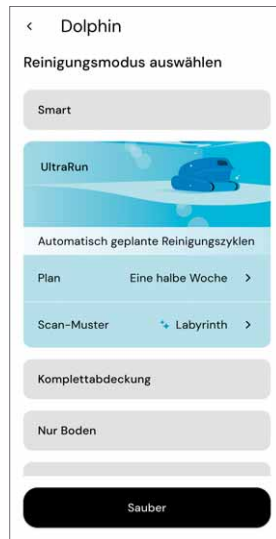 Dolphin
Reinigungsmodus auswählen
Smart
UltraRun
Automatisch geplante Reinigungszyklen
Plan Eine halbe Woche
Scan-Muster Labyrinth
Komplettabdeckung
Nur Boden
Sauber